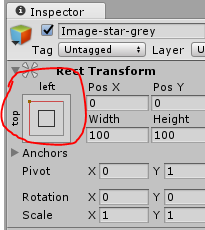 Inspector
Image-star-grey
Tag Untagged Layer
Rect Transform
left Pos X Pos Y
top 0 0
Width Height
100 100
Anchors
Pivot X 0 Y 1
Rotation X 0 Y 0
Scale X 1 Y 1